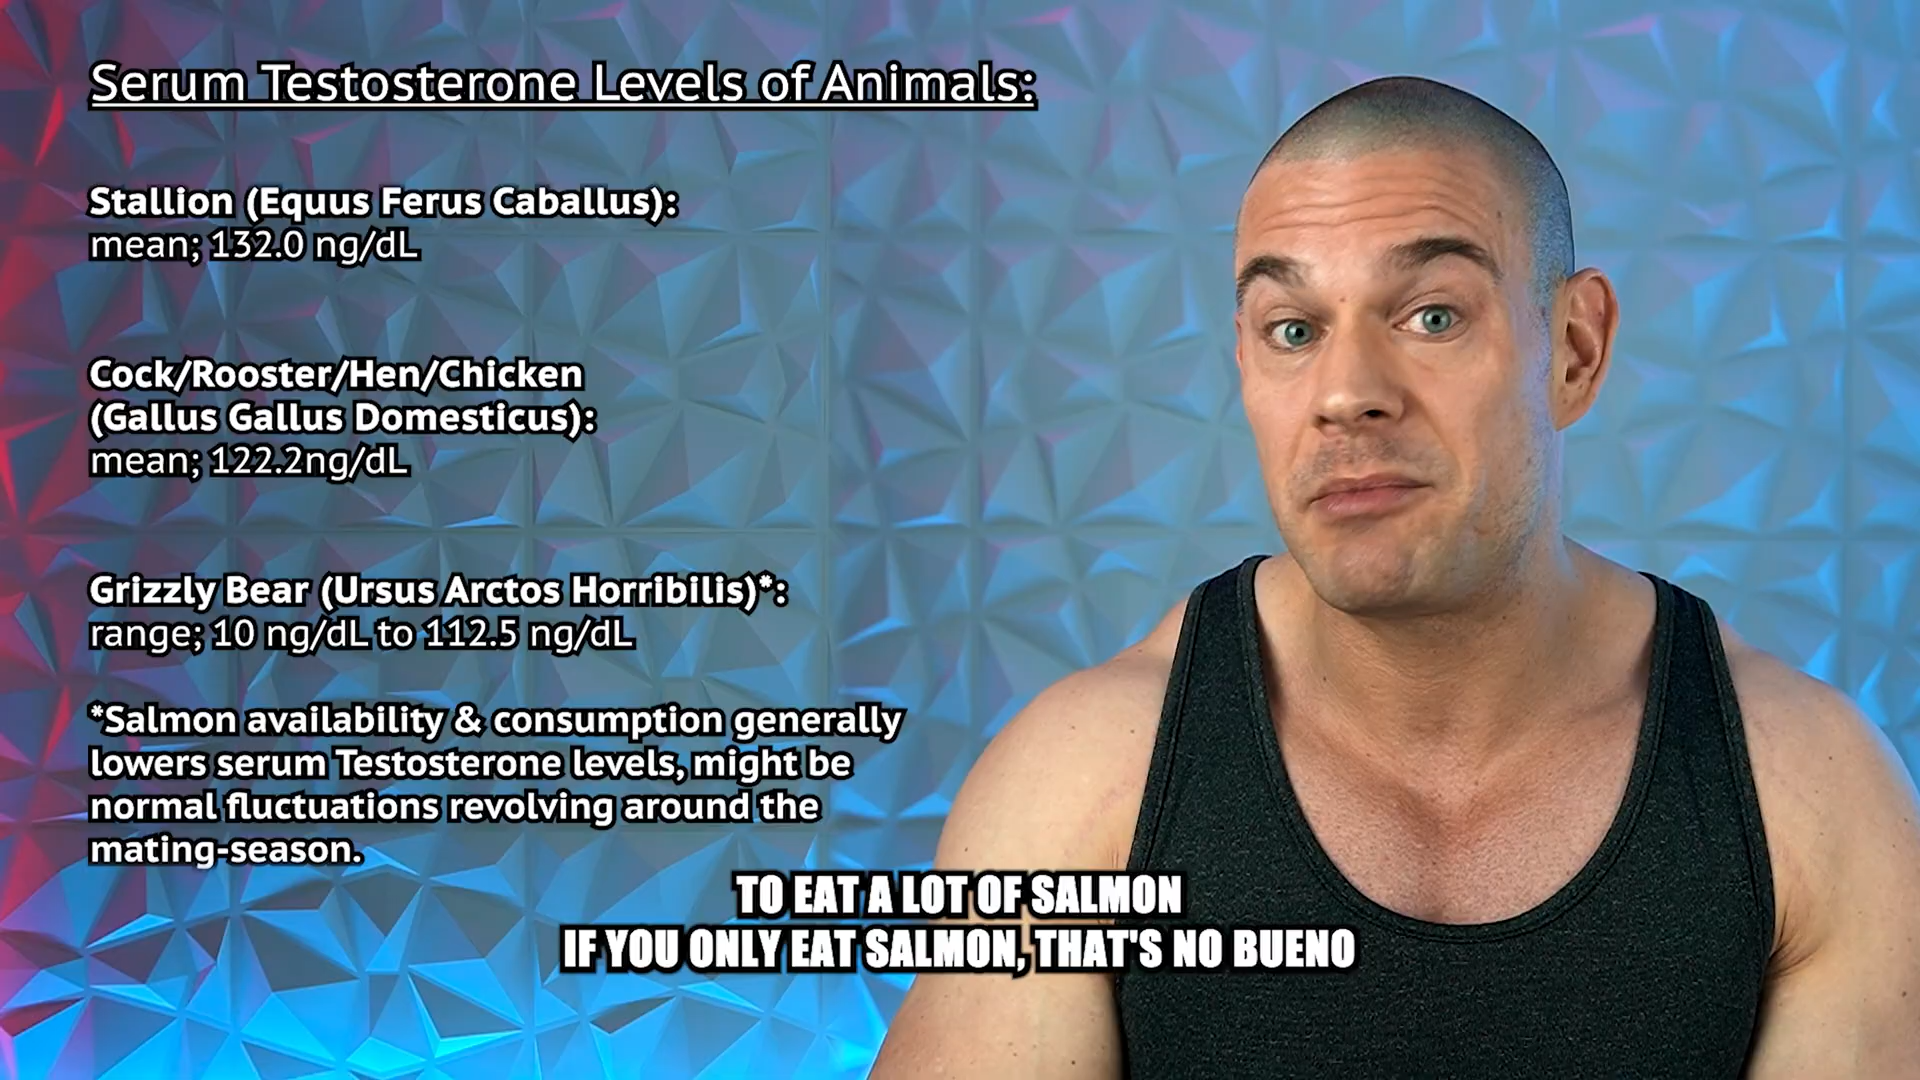 Serum Testosterone Levels of Animals:
Stallion (Equus Ferus Caballus):
mean; 132.0 ng/dL
Cock/Rooster/Hen/Chicken
(Gallus Gallus Domesticus):
mean; 122.2ng/dL
Grizzly Bear (Ursus Arctos Horribilis)*:
range; 10 ng/dL to 112.5 ng/dL
*Salmon availability & consumption generally
lowers serum Testosterone levels, might be
normal fluctuations revolving around the
mating-season.
TO EAT A LOT OF SALMON
IF YOU ONLY EAT SALMON, THAT'S NO BUENO